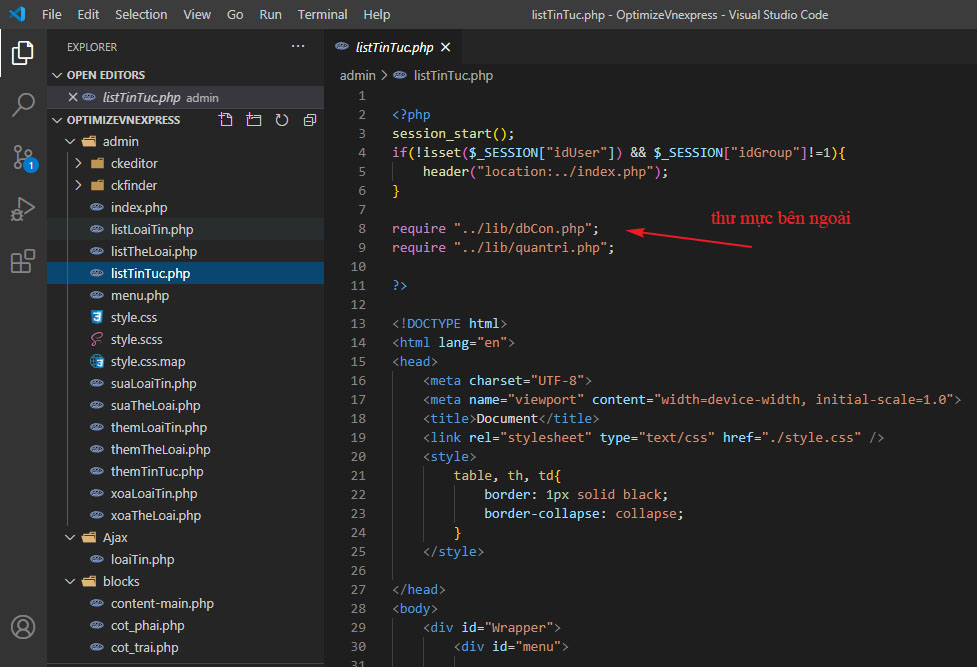 File Edit Selection View Go Run Terminal Help listTinTuc.php - OptimizeVnexpress - Visual Studio Code
EXPLORER ...
OPEN EDITORS
listTinTuc.php admin
OPTIMIZEVNEXPRESS
admin
ckeditor
ckfinder
index.php
listLoaiTin.php
listTheLoai.php
listTinTuc.php
menu.php
style.css
style.scss
style.css.map
suaLoaiTin.php
suaTheLoai.php
themLoaiTin.php
themTheLoai.php
themTinTuc.php
xoaLoaiTin.php
xoaTheLoai.php
Ajax
loaiTin.php
blocks
content-main.php
cot_phai.php
cot_trai.php
1
listTinTuc.php
admin > listTinTuc.php
1
2 <?php
3 session_start();
4 if(!isset($_SESSION["idUser"]) && $_SESSION["idGroup"]!=1){
5 header("location:../index.php");
6 }
7
8 require "../lib/dbCon.php";
9 require "../lib/quantri.php";
10
11 ?>
12
13 <!DOCTYPE html>
14 <html lang="en">
15 <head>
16 <meta charset="UTF-8">
17 <meta name="viewport" content="width=device-width, initial-scale=1.0">
18 <title>Document</title>
19 <link rel="stylesheet" type="text/css" href="./style.css" />
20 <style>
21 table, th, td{
22 border: 1px solid black;
23 border-collapse: collapse;
24 }
25 </style>
26
27 </head>
28 <body>
29 <div id="Wrapper">
30 <div id="menu">
31
thư mực bên ngoài